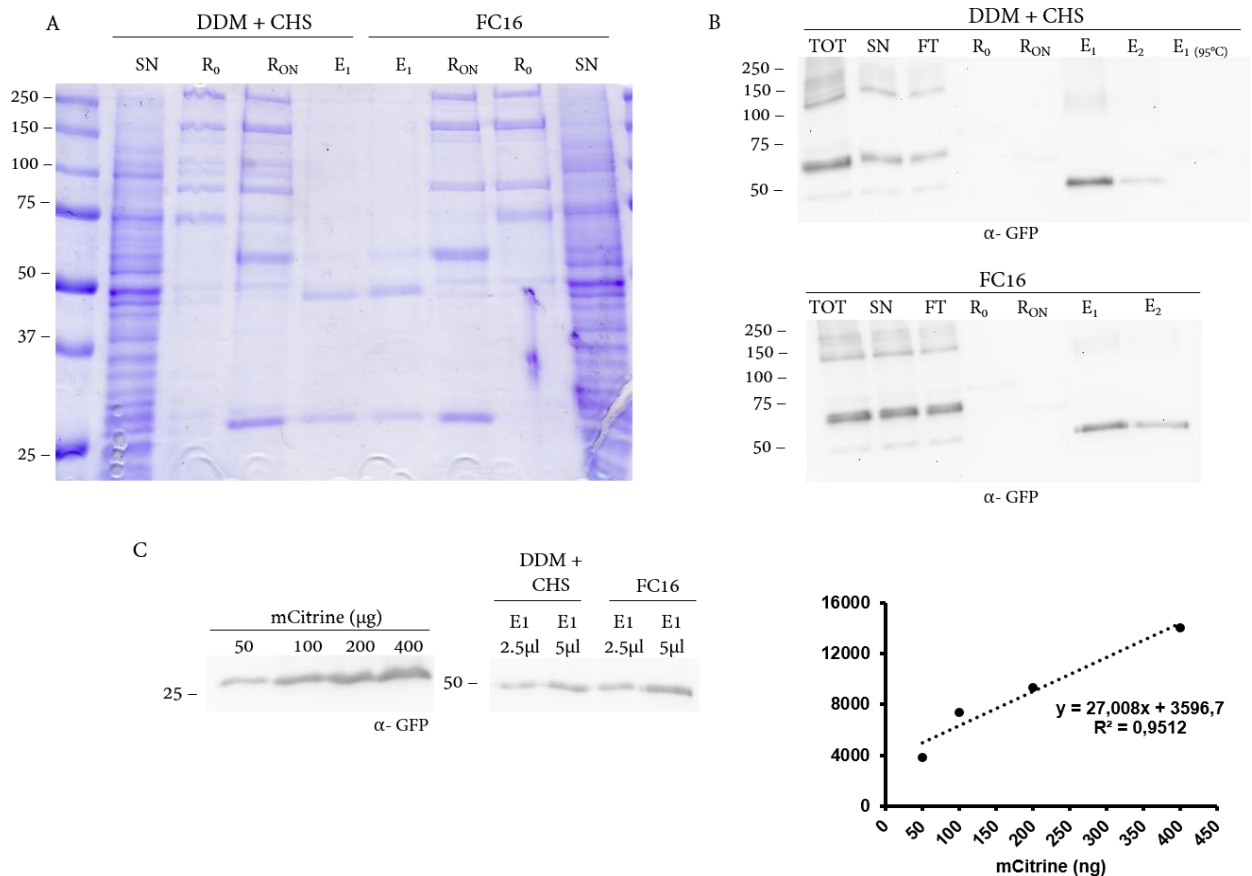 A
DDM + CHS FC16
SN R₀ R_ON E₁ E₁ R_ON R₀ SN
250 –
150 –
100 –
75 –
50 –
37 –
25 –
B
DDM + CHS
TOT SN FT R₀ R_ON E₁ E₂ E₁ (95°C)
250 –
150 –
100 –
75 –
50 –
α- GFP
FC16
TOT SN FT R₀ R_ON E₁ E₂
250 –
150 –
100 –
75 –
50 –
α- GFP
C
mCitrine (μg)
50 100 200 400
25 –
α- GFP
DDM +
CHS FC16
E1 E1 E1 E1
2.5μl 5μl 2.5μl 5μl
50 –
16000
12000
8000
4000
0
y = 27,008x + 3596,7
R² = 0,9512
0 50 100 150 200 250 300 350 400 450
mCitrine (ng)